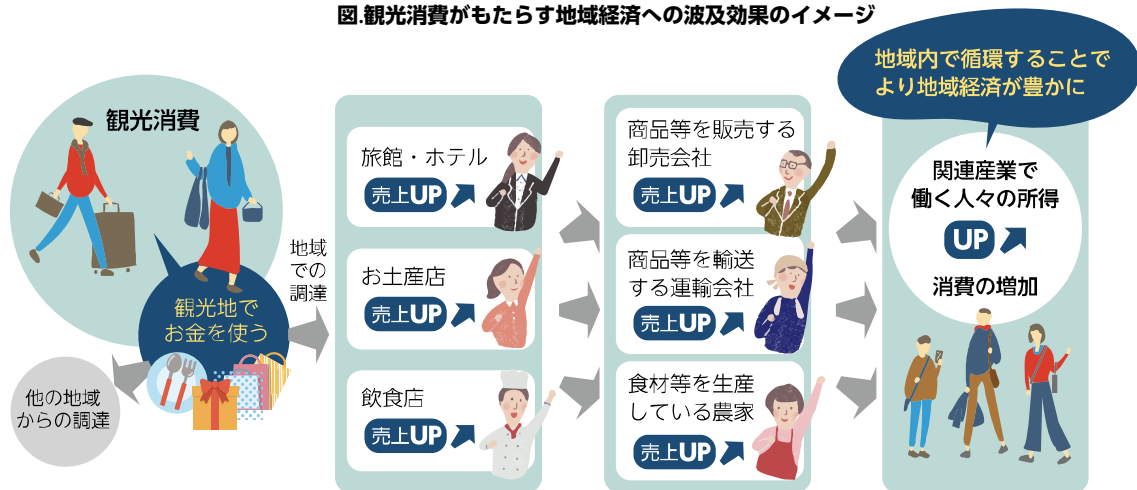 図.観光消費がもたらす地域経済への波及効果のイメージ
観光消費
観光地で
お金を使う
他の地域
からの調達
地域
での
調達
旅館・ホテル
売上UP
お土産店
売上UP
飲食店
売上UP
商品等を販売する
卸売会社
売上UP
商品等を輸送
する運輸会社
売上UP
食材等を生産
している農家
売上UP
地域内で循環することで
より地域経済が豊かに
関連産業で
働く人々の所得
UP
消費の増加